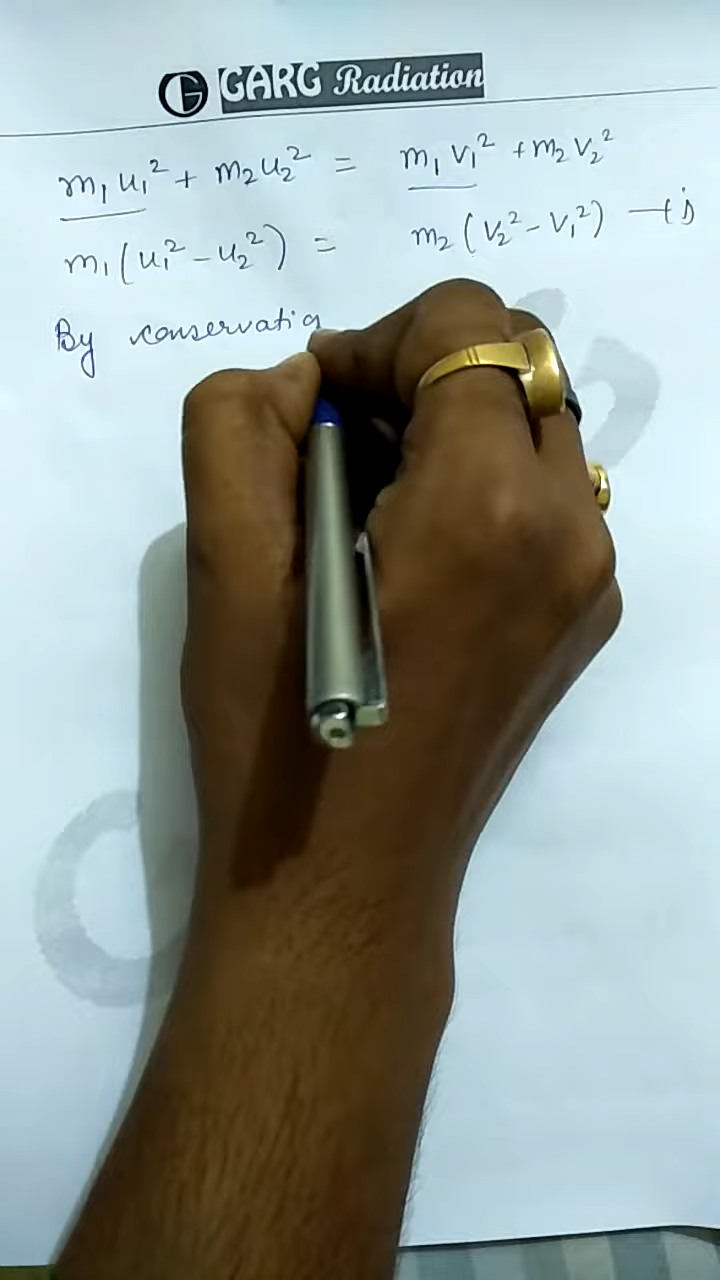 G GARG Radiation
m₁u₁² + m₂u₂² = m₁v₁² + m₂v₂²
m₁(u₁² - u₂²) = m₂(v₂² - v₁²) —(i)
By conservatio